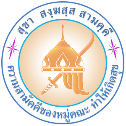 สุขา สงฺฆสฺส สามคฺคี
ความสามัคคีของหมู่คณะ ทำให้เกิดสุข